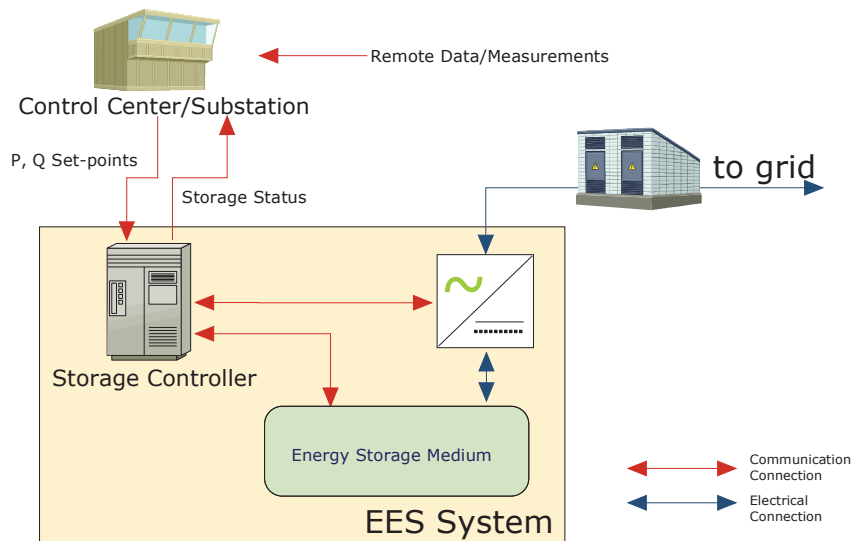 Remote Data/Measurements
Control Center/Substation
P, Q Set-points
Storage Status
to grid
Storage Controller
Energy Storage Medium
EES System
Communication
Connection
Electrical
Connection